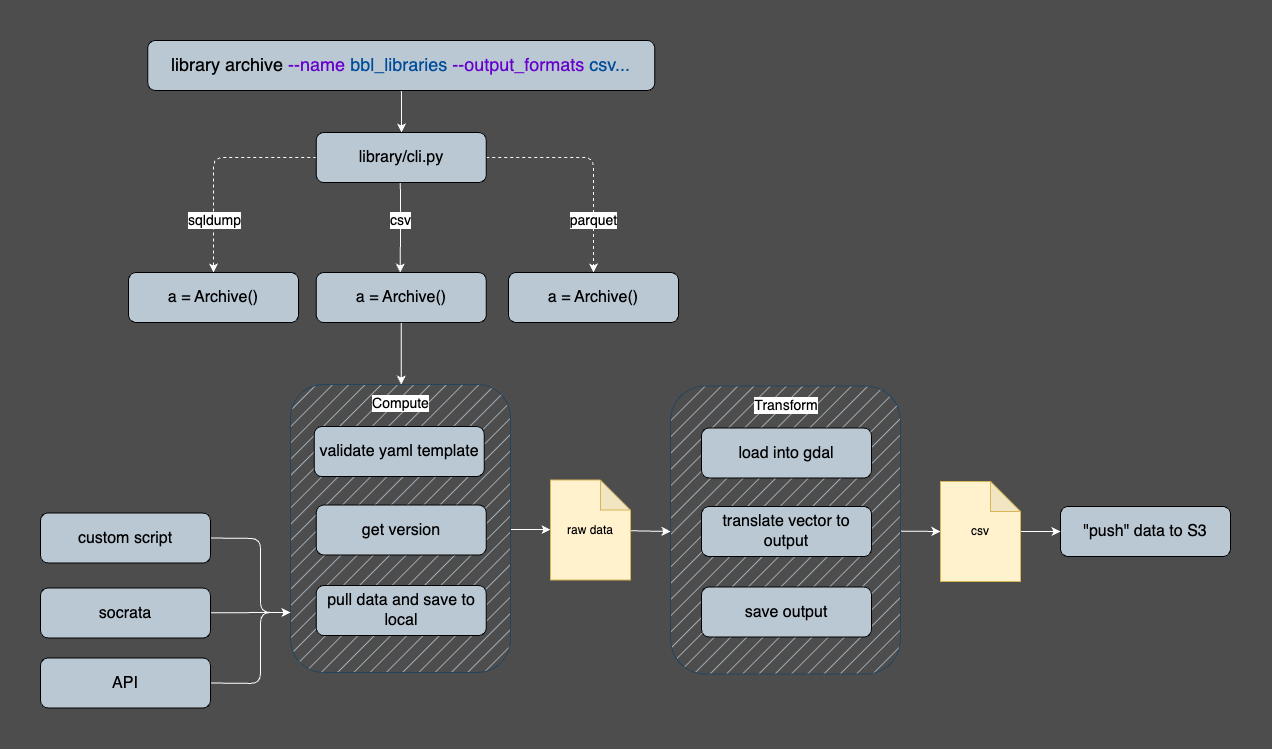 library archive --name bbl_libraries --output_formats csv...
library/cli.py
sqldump
csv
parquet
a = Archive()
a = Archive()
a = Archive()
Compute
validate yaml template
get version
pull data and save to
local
custom script
socrata
API
raw data
Transform
load into gdal
translate vector to
output
save output
csv
"push" data to S3